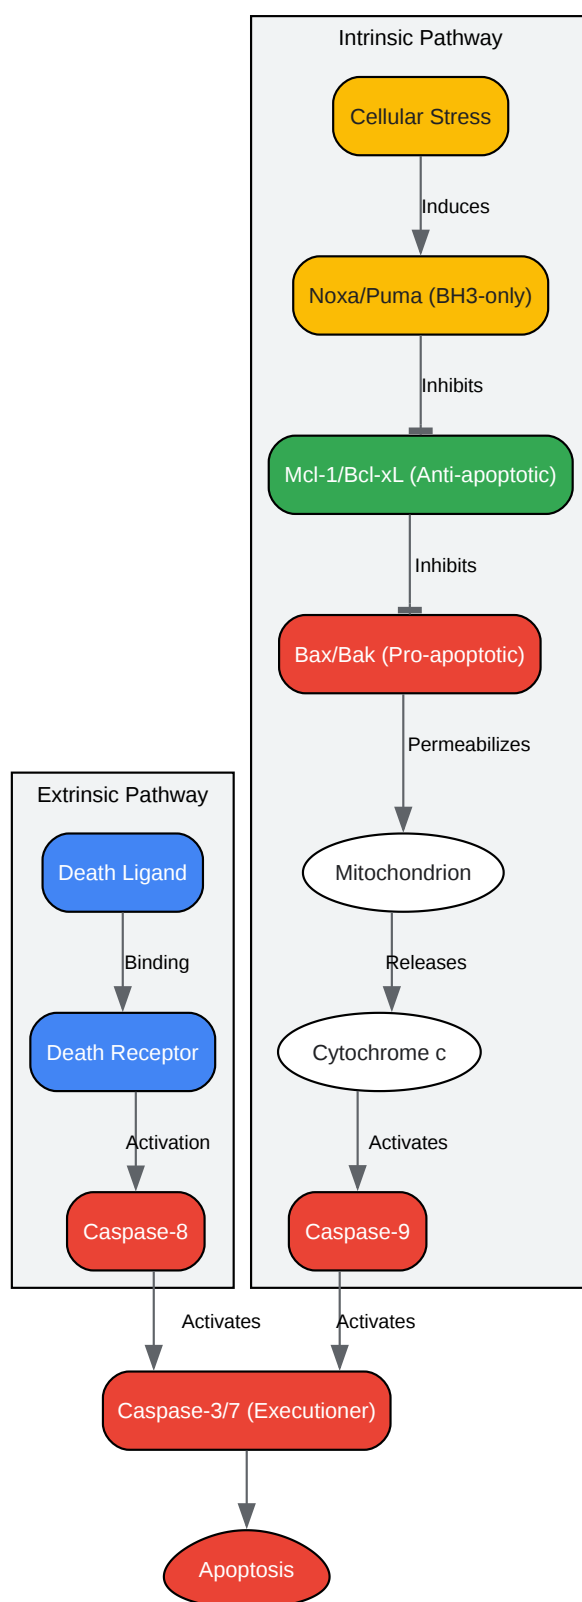 Intrinsic Pathway
Cellular Stress
Induces
Noxa/Puma (BH3-only)
Inhibits
Mcl-1/Bcl-xL (Anti-apoptotic)
Inhibits
Bax/Bak (Pro-apoptotic)
Permeabilizes
Mitochondrion
Releases
Cytochrome c
Activates
Caspase-9
Activates
Extrinsic Pathway
Death Ligand
Binding
Death Receptor
Activation
Caspase-8
Activates
Caspase-3/7 (Executioner)
Apoptosis